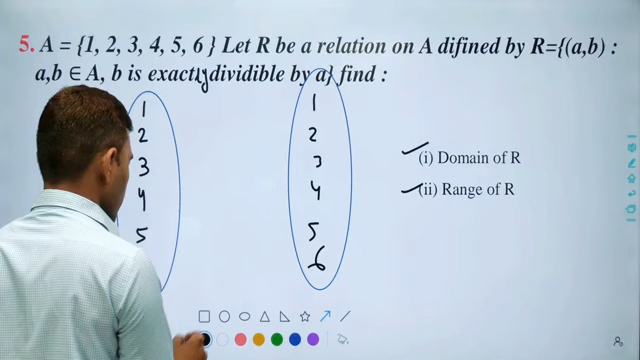 5. A = {1, 2, 3, 4, 5, 6 } Let R be a relation on A difined by R={(a,b) :
a,b ∈ A, b is exactly dividible by a} find :
1
2
3
4
5
1
2
3
4
5
6
(i) Domain of R
(ii) Range of R